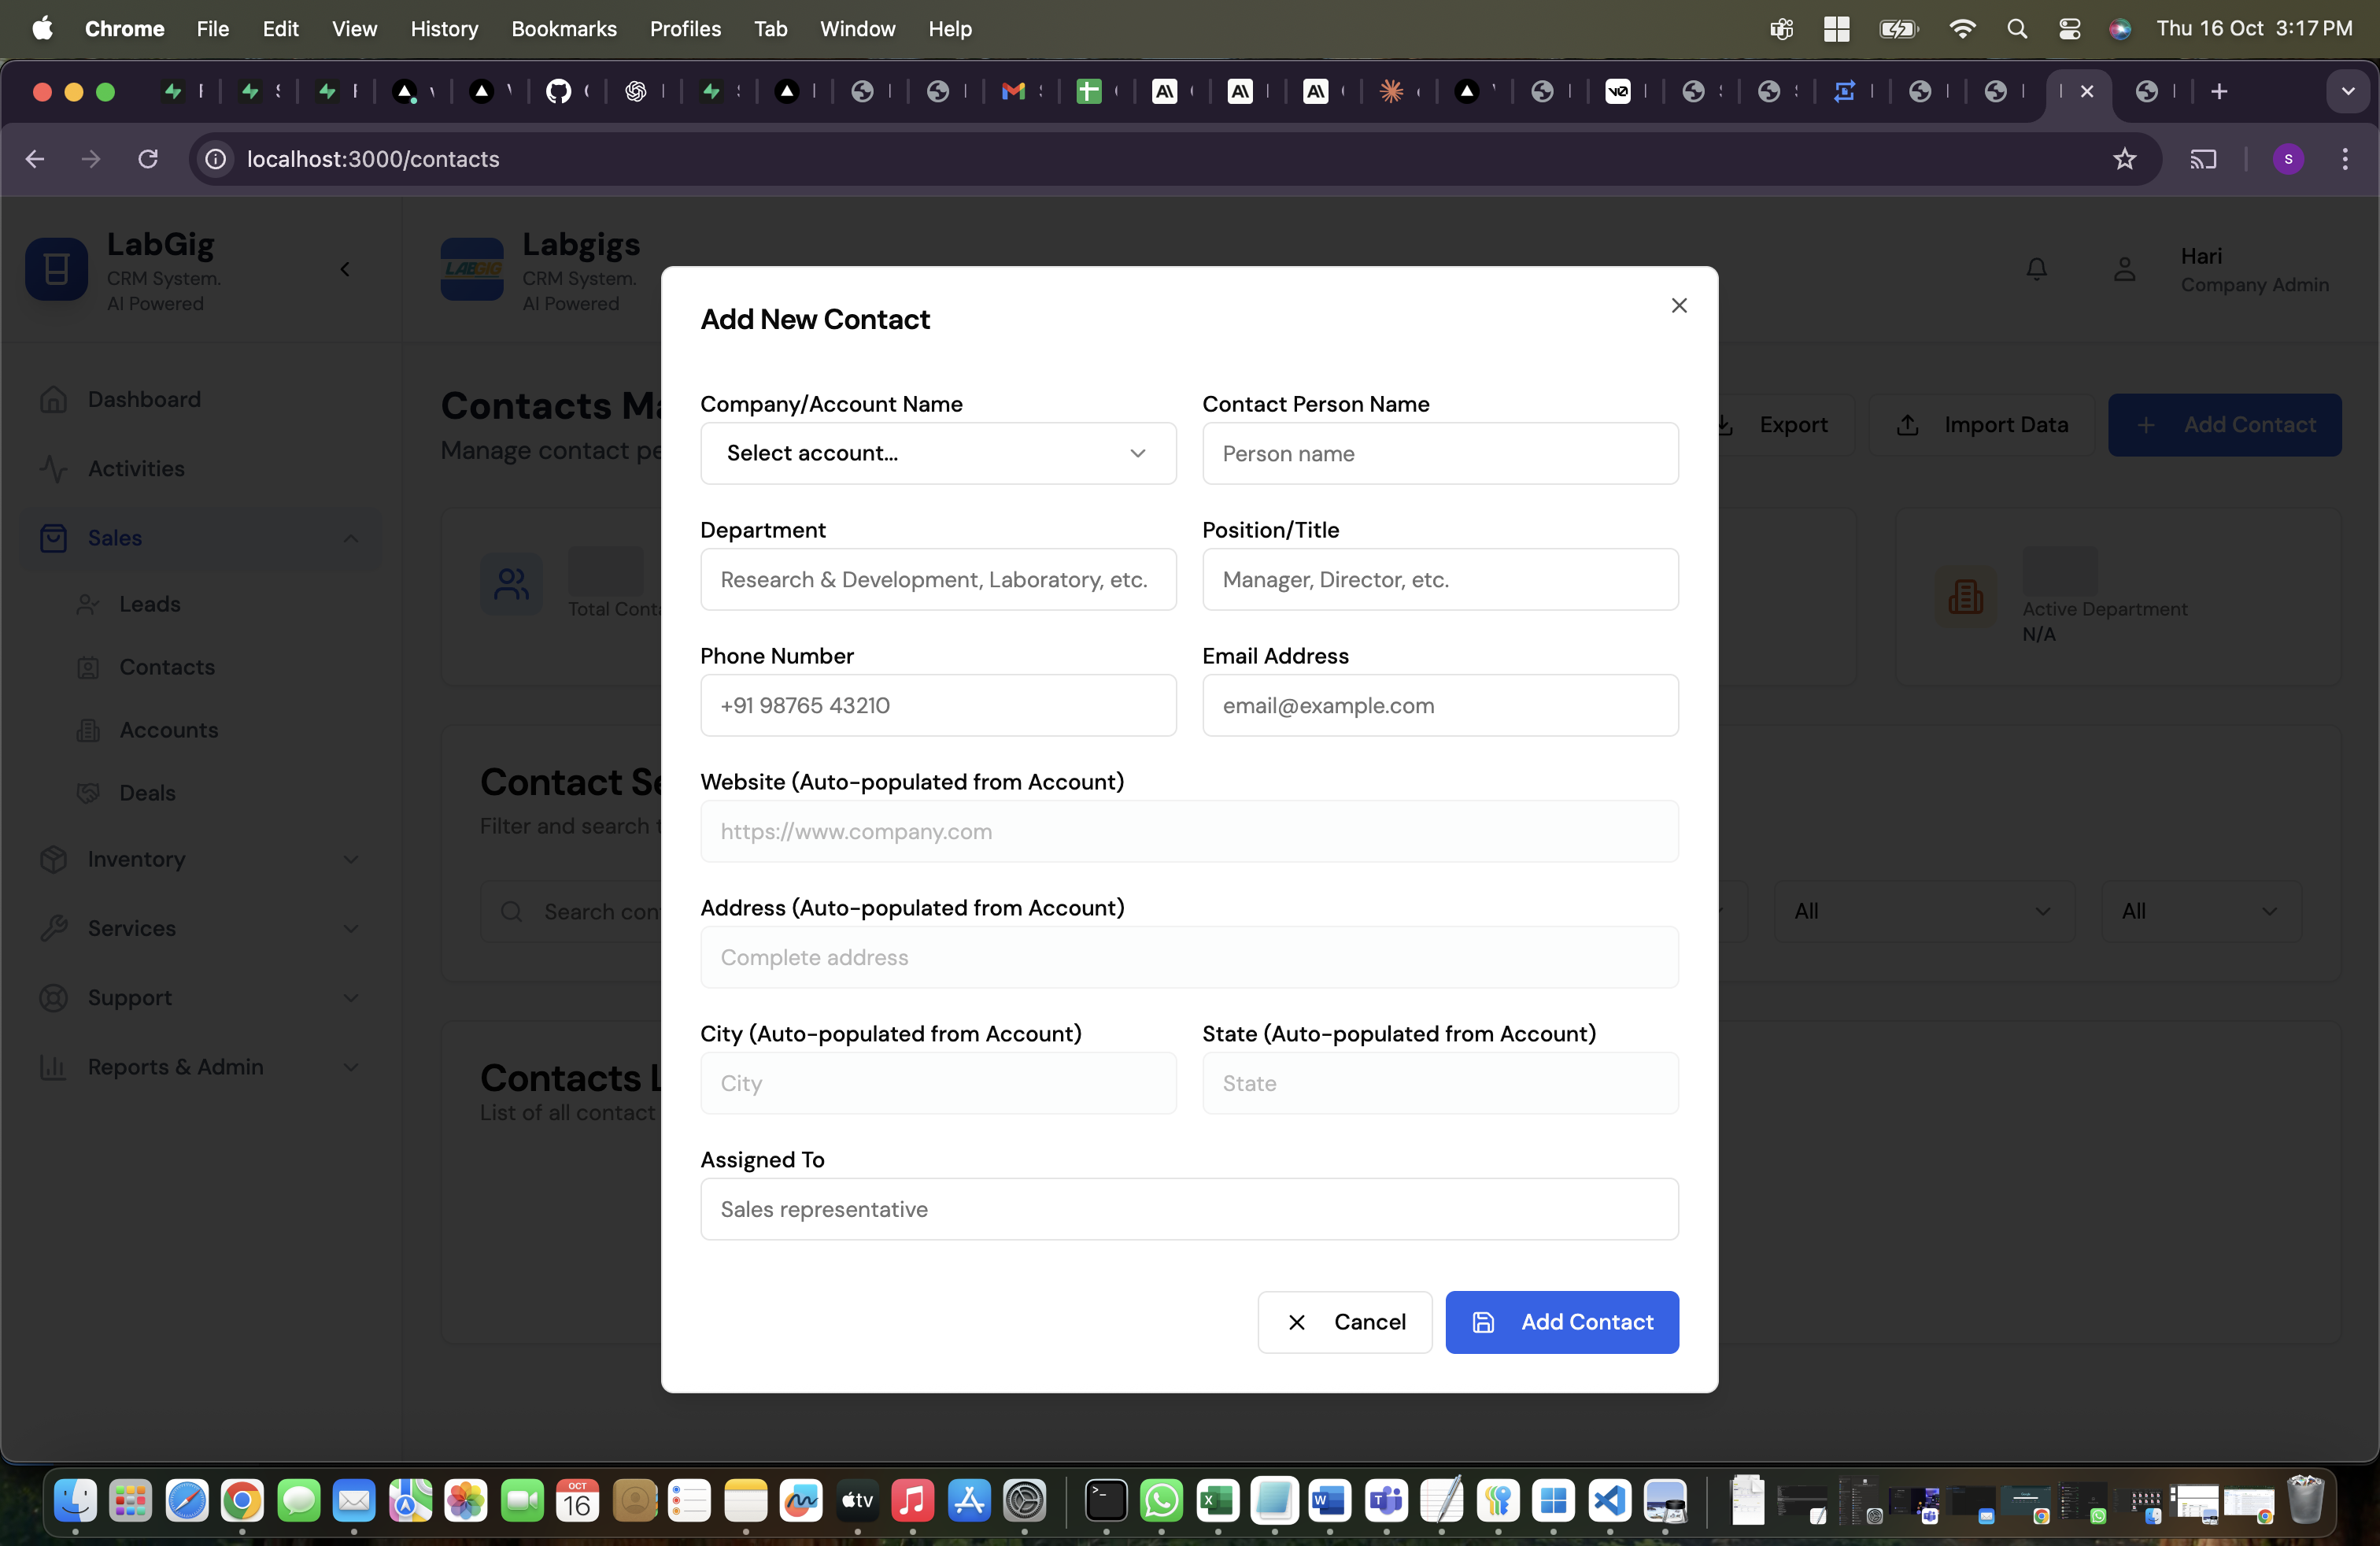 Chrome File Edit View History Bookmarks Profiles Tab Window Help Thu 16 Oct 3:17 PM
localhost:3000/contacts
S
LabGig
CRM System.
AI Powered
Labgigs
CRM System.
AI Powered
LABGIG
Hari
Company Admin
Dashboard
Activities
Sales
Leads
Contacts
Accounts
Deals
Inventory
Services
Support
Reports & Admin
Contacts Ma
Manage contact pe
Export
Import Data
Add Contact
Total Conta
Active Department
N/A
Contact Se
Filter and search
Search con
All
All
Contacts L
List of all contact
Add New Contact
Company/Account Name
Select account...
Contact Person Name
Person name
Department
Research & Development, Laboratory, etc.
Position/Title
Manager, Director, etc.
Phone Number
+91 98765 43210
Email Address
email@example.com
Website (Auto-populated from Account)
https://www.company.com
Address (Auto-populated from Account)
Complete address
City (Auto-populated from Account)
City
State (Auto-populated from Account)
State
Assigned To
Sales representative
Cancel
Add Contact
OCT
16
tv